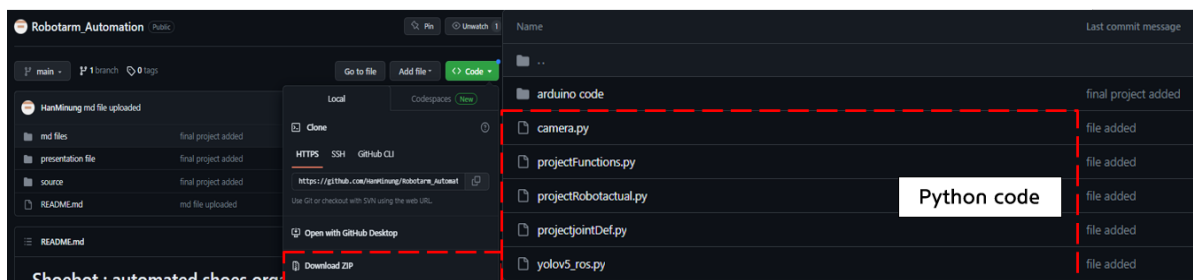 Robotarm_Automation Public
Pin
Unwatch 1
main
1 branch
0 tags
Go to file
Add file
Code
HanMinung md file uploaded
md files final project added
presentation file final project added
source final project added
README.md md file uploaded
README.md
Local
Codespaces New
Clone
HTTPS SSH GitHub CLI
https://github.com/HanMinung/Robotarm_Automat
Use Git or checkout with SVN using the web URL.
Open with GitHub Desktop
Download ZIP
Shoebot : automated shoes orga
Name Last commit message
..
arduino code final project added
camera.py file added
projectFunctions.py file added
projectRobotactual.py file added
Python code
projectjointDef.py file added
yolov5_ros.py file added